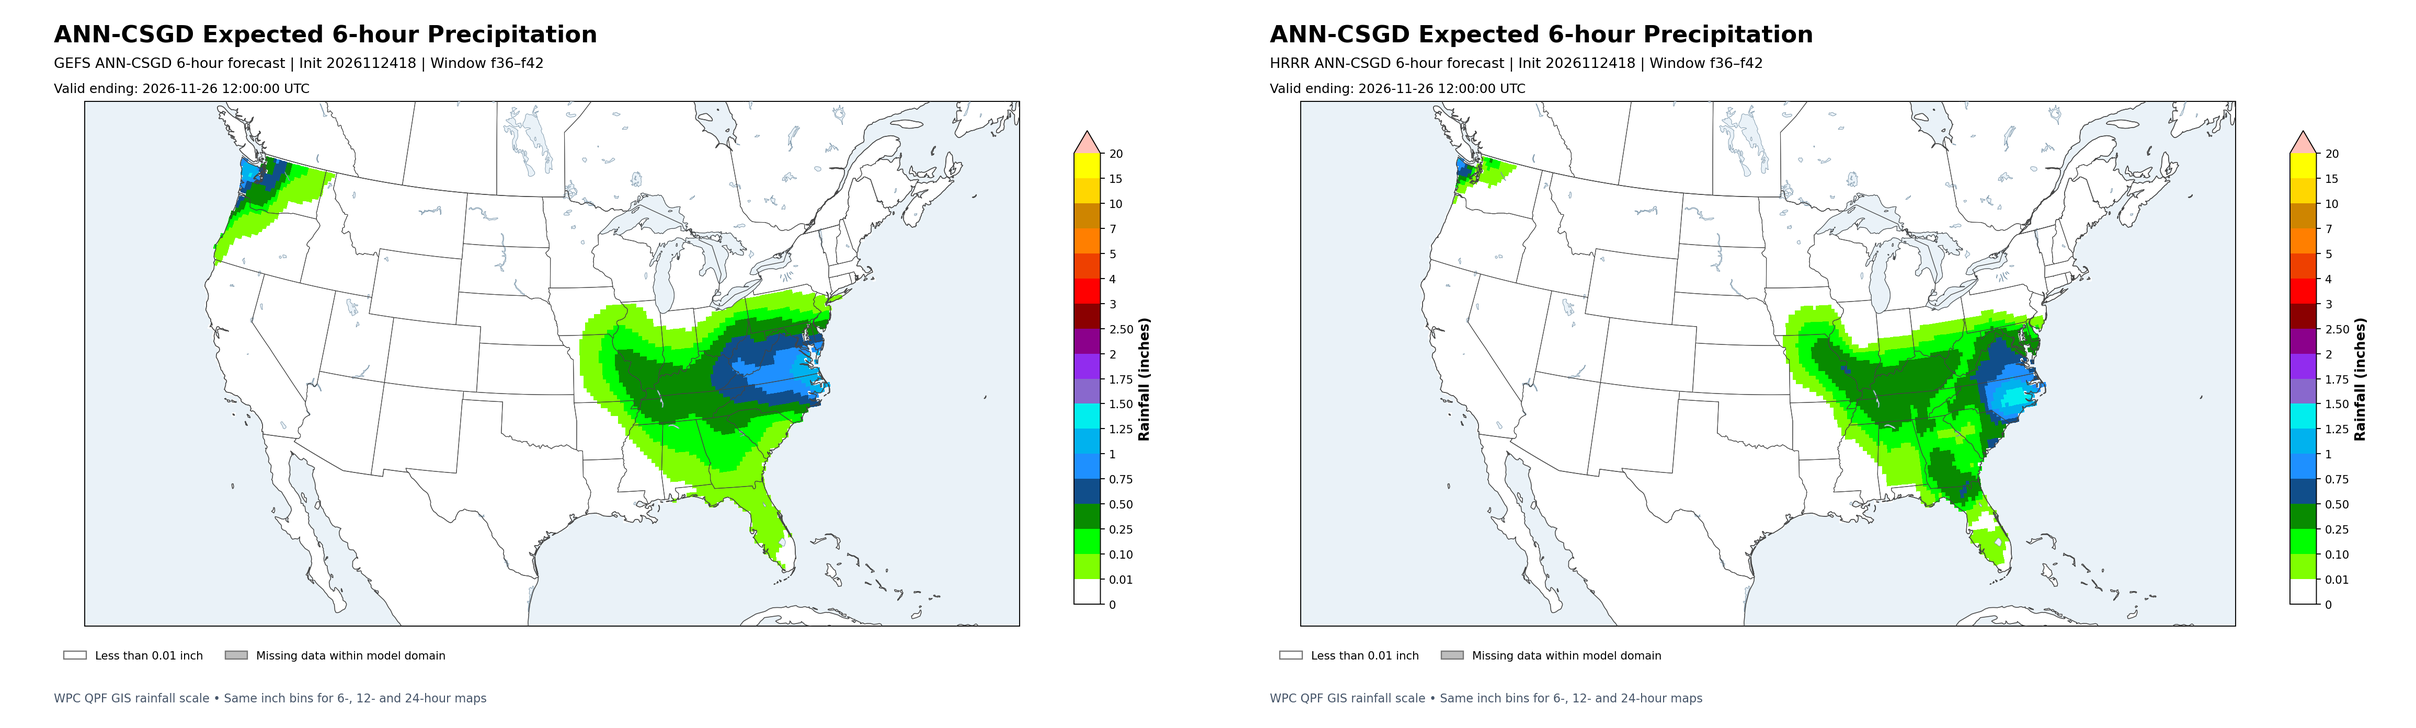 ANN-CSGD Expected 6-hour Precipitation
GEFS ANN-CSGD 6-hour forecast | Init 2026112418 | Window f36–f42
Valid ending: 2026-11-26 12:00:00 UTC
20
15
10
7
5
4
3
2.50
2
1.75
1.50
1.25
1
0.75
0.50
0.25
0.10
0.01
0
Rainfall (inches)
Less than 0.01 inch
Missing data within model domain
WPC QPF GIS rainfall scale • Same inch bins for 6-, 12- and 24-hour maps
ANN-CSGD Expected 6-hour Precipitation
HRRR ANN-CSGD 6-hour forecast | Init 2026112418 | Window f36–f42
Valid ending: 2026-11-26 12:00:00 UTC
20
15
10
7
5
4
3
2.50
2
1.75
1.50
1.25
1
0.75
0.50
0.25
0.10
0.01
0
Rainfall (inches)
Less than 0.01 inch
Missing data within model domain
WPC QPF GIS rainfall scale • Same inch bins for 6-, 12- and 24-hour maps